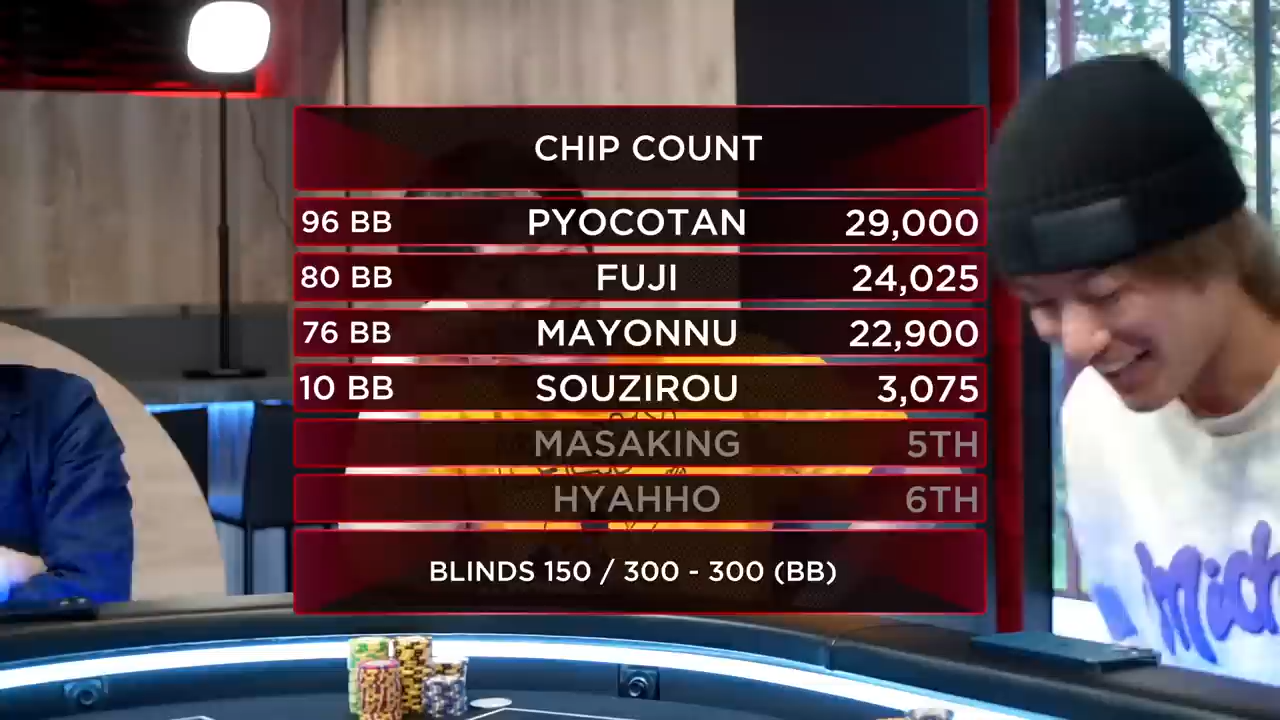 CHIP COUNT
96 BB PYOCOTAN 29,000
80 BB FUJI 24,025
76 BB MAYONNU 22,900
10 BB SOUZIROU 3,075
MASAKING 5TH
HYAHHO 6TH
BLINDS 150 / 300 - 300 (BB)